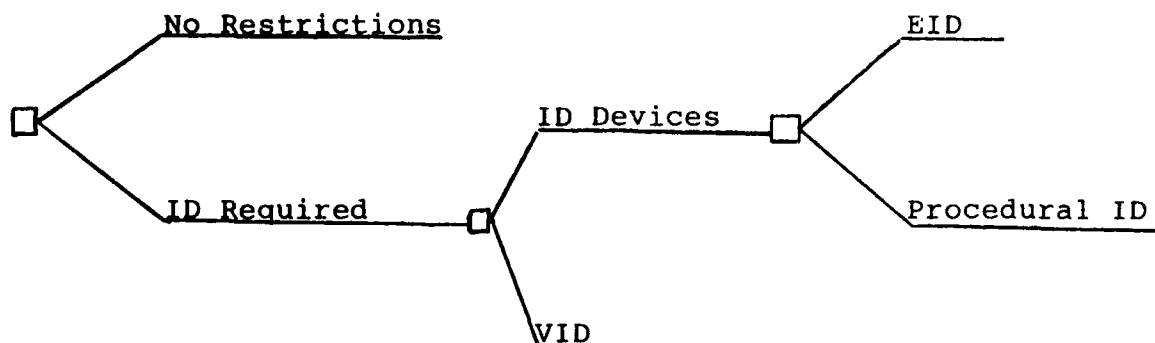 No Restrictions
EID
ID Devices
ID Required
Procedural ID
VID